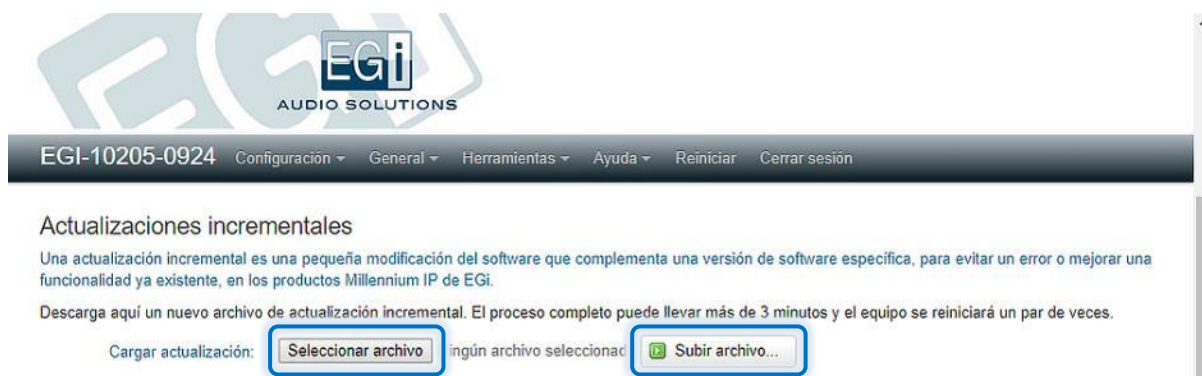 EGi
AUDIO SOLUTIONS
EGI-10205-0924 Configuración General Herramientas Ayuda Reiniciar Cerrar sesión
Actualizaciones incrementales
Una actualización incremental es una pequeña modificación del software que complementa una versión de software específica, para evitar un error o mejorar una
funcionalidad ya existente, en los productos Millennium IP de EGi.
Descarga aquí un nuevo archivo de actualización incremental. El proceso completo puede llevar más de 3 minutos y el equipo se reiniciará un par de veces.
Cargar actualización: Seleccionar archivo ingún archivo seleccionad Subir archivo...